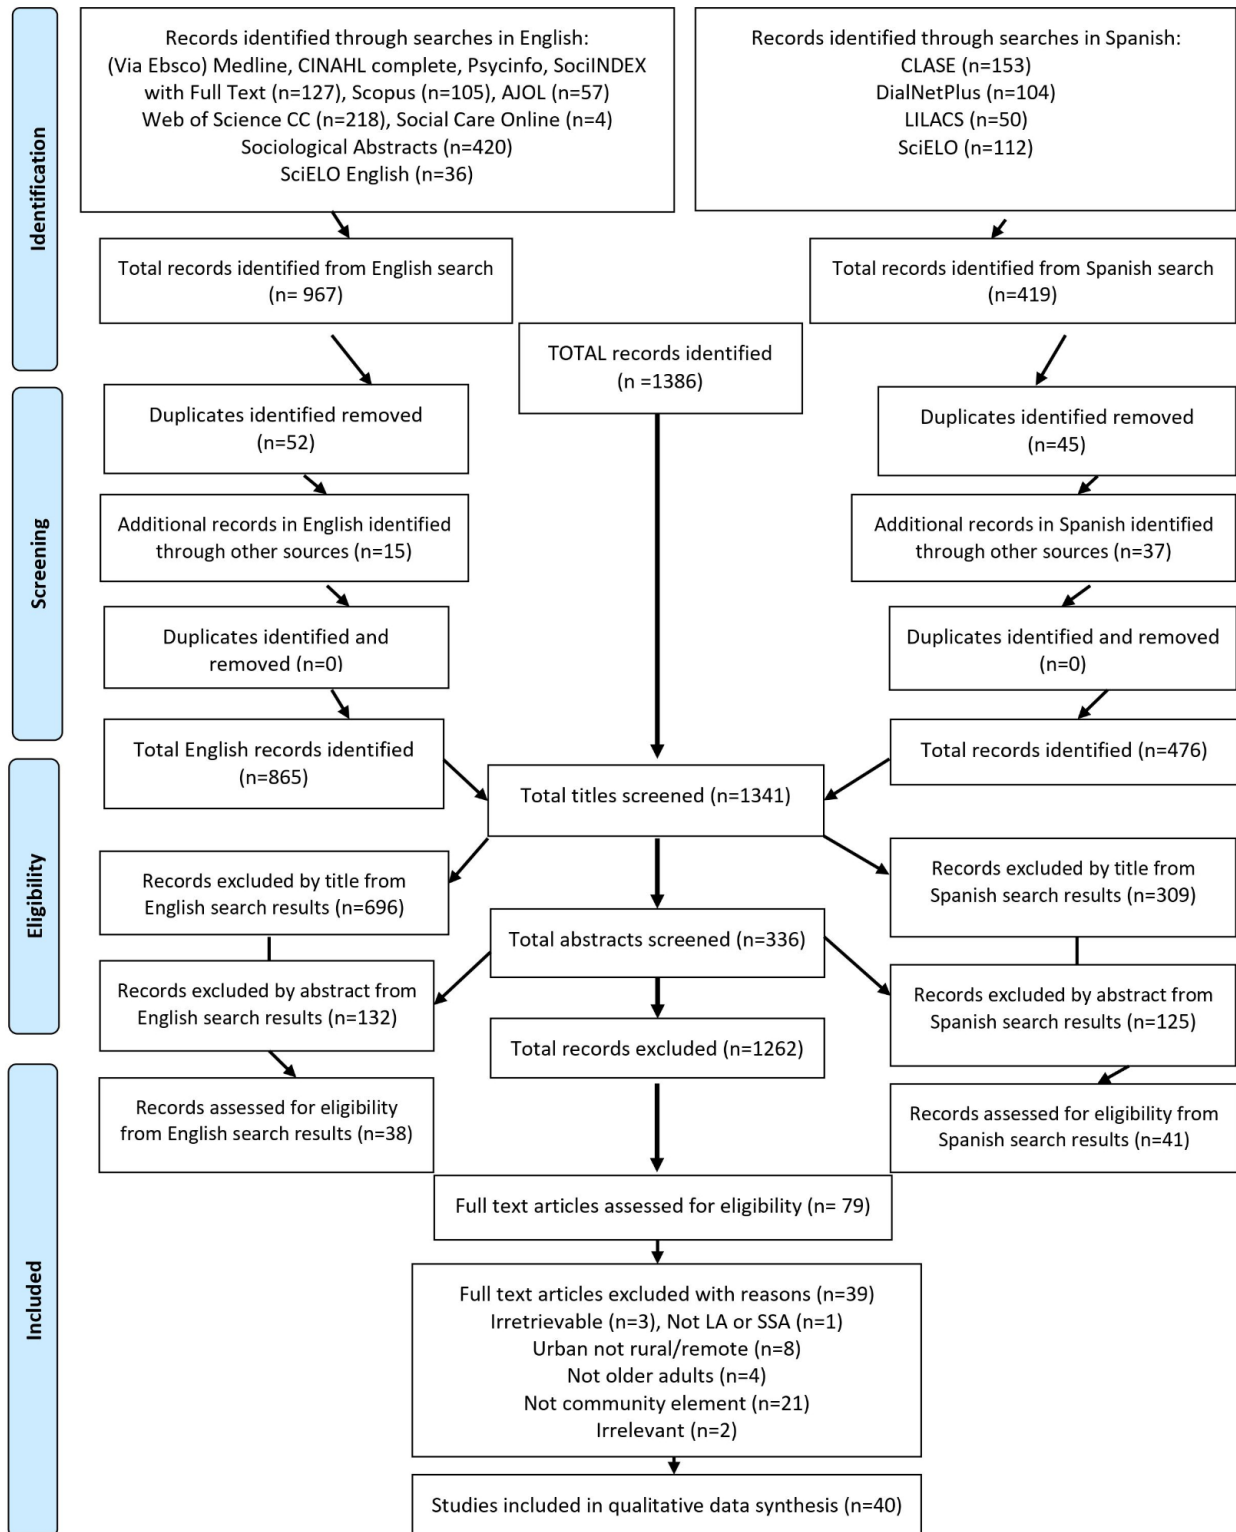 Identification
Records identified through searches in English:
(Via Ebsco) Medline, CINAHL complete, Psycinfo, SociINDEX
with Full Text (n=127), Scopus (n=105), AJOL (n=57)
Web of Science CC (n=218), Social Care Online (n=4)
Sociological Abstracts (n=420)
SciELO English (n=36)
Records identified through searches in Spanish:
CLASE (n=153)
DialNetPlus (n=104)
LILACS (n=50)
SciELO (n=112)
Total records identified from English search
(n= 967)
Total records identified from Spanish search
(n=419)
TOTAL records identified
(n =1386)
Screening
Duplicates identified removed
(n=52)
Duplicates identified removed
(n=45)
Additional records in English identified
through other sources (n=15)
Additional records in Spanish identified
through other sources (n=37)
Duplicates identified and
removed (n=0)
Duplicates identified and removed
(n=0)
Total English records identified
(n=865)
Total records identified (n=476)
Eligibility
Total titles screened (n=1341)
Records excluded by title from
English search results (n=696)
Records excluded by title from
Spanish search results (n=309)
Total abstracts screened (n=336)
Records excluded by abstract from
English search results (n=132)
Records excluded by abstract from
Spanish search results (n=125)
Total records excluded (n=1262)
Included
Records assessed for eligibility
from English search results (n=38)
Records assessed for eligibility from
Spanish search results (n=41)
Full text articles assessed for eligibility (n= 79)
Full text articles excluded with reasons (n=39)
Irretrievable (n=3), Not LA or SSA (n=1)
Urban not rural/remote (n=8)
Not older adults (n=4)
Not community element (n=21)
Irrelevant (n=2)
Studies included in qualitative data synthesis (n=40)